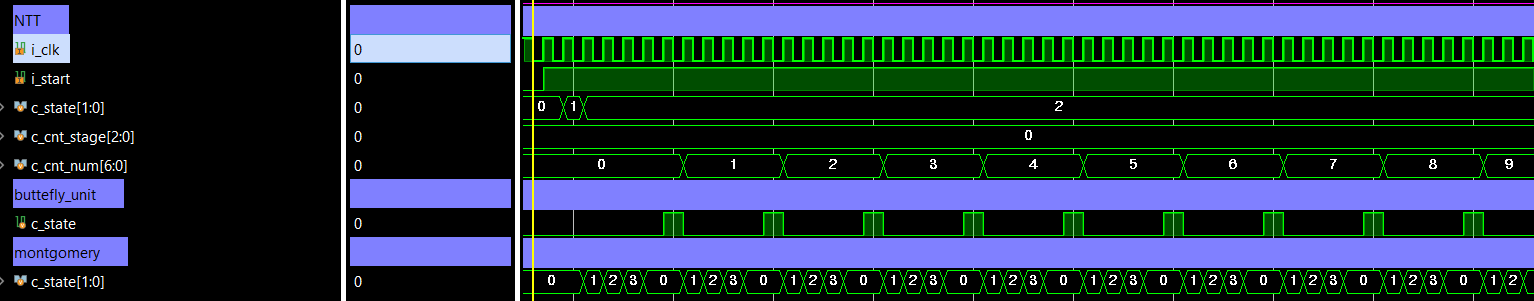 NTT
i_clk 0
i_start 0
c_state[1:0] 0 0 1 2
c_cnt_stage[2:0] 0 0
c_cnt_num[6:0] 0 0 1 2 3 4 5 6 7 8 9
buttefly_unit
c_state 0
montgomery
c_state[1:0] 0 0 1 2 3 0 1 2 3 0 1 2 3 0 1 2 3 0 1 2 3 0 1 2 3 0 1 2 3 0 1 2 3 0 1 2 3 0 1 2